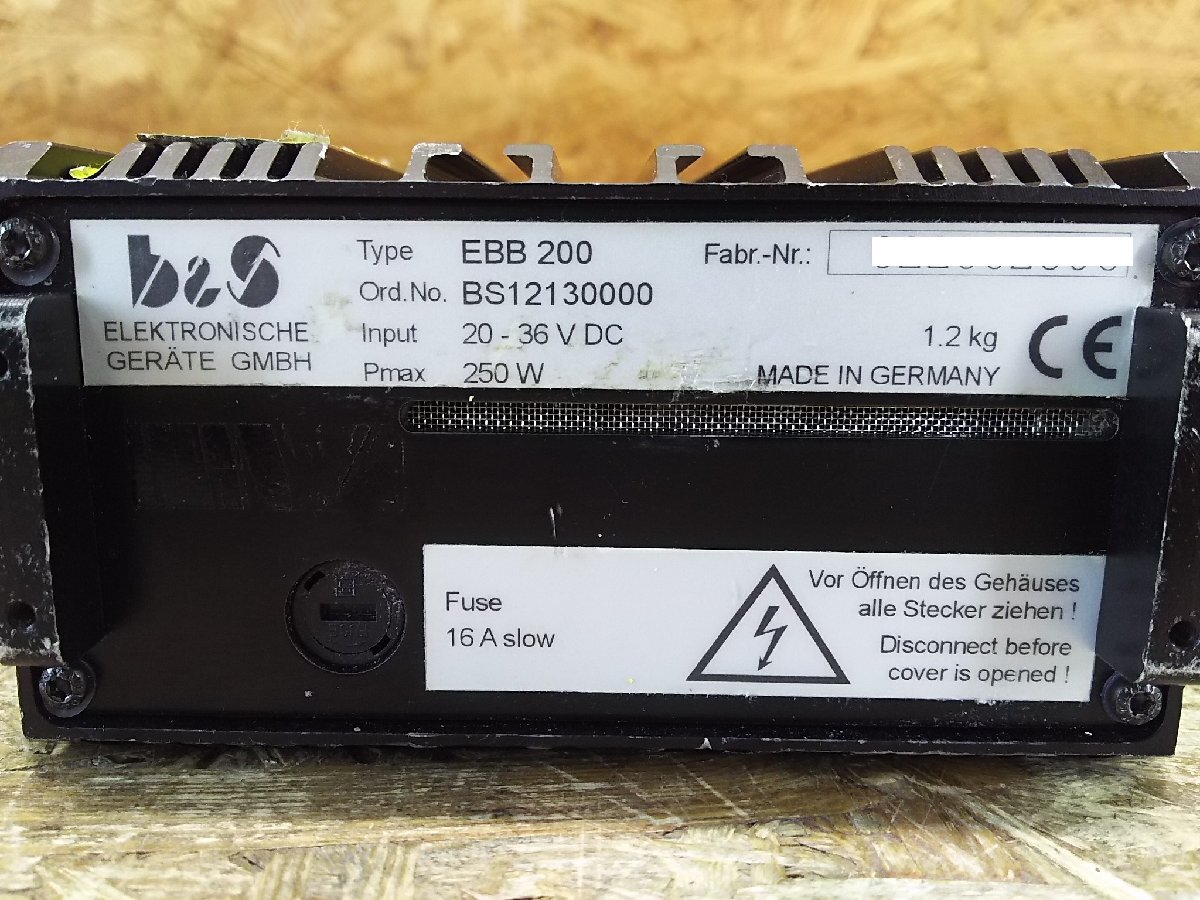 b&S
ELEKTRONISCHE
GERÄTE GMBH
Type EBB 200 Fabr.-Nr.:
Ord.No. BS12130000
Input 20 - 36 V DC 1.2 kg
Pmax 250 W MADE IN GERMANY
CE
Fuse
16 A slow
Vor Öffnen des Gehäuses
alle Stecker ziehen !
Disconnect before
cover is opened !